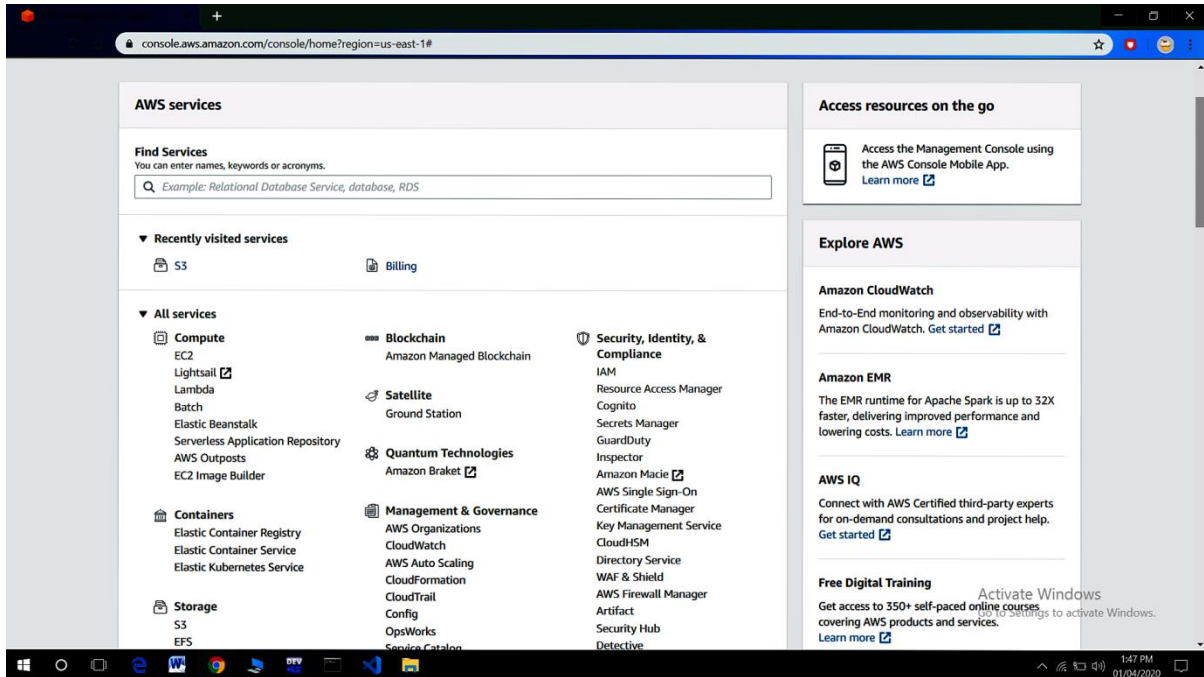 console.aws.amazon.com/console/home?region=us-east-1#
AWS services
Find Services
You can enter names, keywords or acronyms.
Example: Relational Database Service, database, RDS
Recently visited services
S3
Billing
All services
Compute
EC2
Lightsail
Lambda
Batch
Elastic Beanstalk
Serverless Application Repository
AWS Outposts
EC2 Image Builder
Containers
Elastic Container Registry
Elastic Container Service
Elastic Kubernetes Service
Storage
S3
EFS
Blockchain
Amazon Managed Blockchain
Satellite
Ground Station
Quantum Technologies
Amazon Braket
Management & Governance
AWS Organizations
CloudWatch
AWS Auto Scaling
CloudFormation
CloudTrail
Config
OpsWorks
Service Catalog
Security, Identity, &
Compliance
IAM
Resource Access Manager
Cognito
Secrets Manager
GuardDuty
Inspector
Amazon Macie
AWS Single Sign-On
Certificate Manager
Key Management Service
CloudHSM
Directory Service
WAF & Shield
AWS Firewall Manager
Artifact
Security Hub
Detective
Access resources on the go
Access the Management Console using
the AWS Console Mobile App.
Learn more
Explore AWS
Amazon CloudWatch
End-to-End monitoring and observability with
Amazon CloudWatch. Get started
Amazon EMR
The EMR runtime for Apache Spark is up to 32X
faster, delivering improved performance and
lowering costs. Learn more
AWS IQ
Connect with AWS Certified third-party experts
for on-demand consultations and project help.
Get started
Free Digital Training
Get access to 350+ self-paced online courses
covering AWS products and services.
Learn more
Activate Windows
Go to Settings to activate Windows.
DEV
1:47 PM
01/04/2020